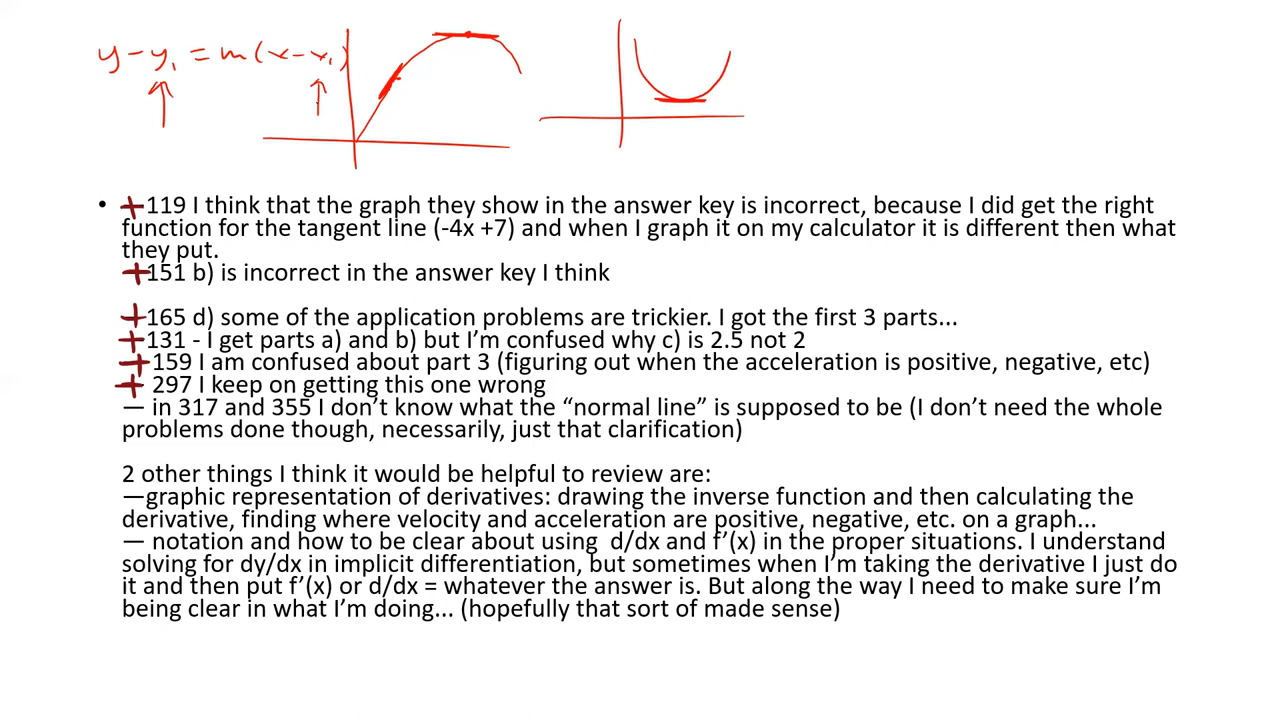 y - y₁ = m(x - x₁)
• +119 I think that the graph they show in the answer key is incorrect, because I did get the right
function for the tangent line (-4x +7) and when I graph it on my calculator it is different then what
they put.
+151 b) is incorrect in the answer key I think
+165 d) some of the application problems are trickier. I got the first 3 parts...
+131 - I get parts a) and b) but I’m confused why c) is 2.5 not 2
+159 I am confused about part 3 (figuring out when the acceleration is positive, negative, etc)
+ 297 I keep on getting this one wrong
— in 317 and 355 I don’t know what the “normal line” is supposed to be (I don’t need the whole
problems done though, necessarily, just that clarification)
2 other things I think it would be helpful to review are:
—graphic representation of derivatives: drawing the inverse function and then calculating the
derivative, finding where velocity and acceleration are positive, negative, etc. on a graph...
— notation and how to be clear about using  d/dx and f’(x) in the proper situations. I understand
solving for dy/dx in implicit differentiation, but sometimes when I’m taking the derivative I just do
it and then put f’(x) or d/dx = whatever the answer is. But along the way I need to make sure I’m
being clear in what I’m doing... (hopefully that sort of made sense)